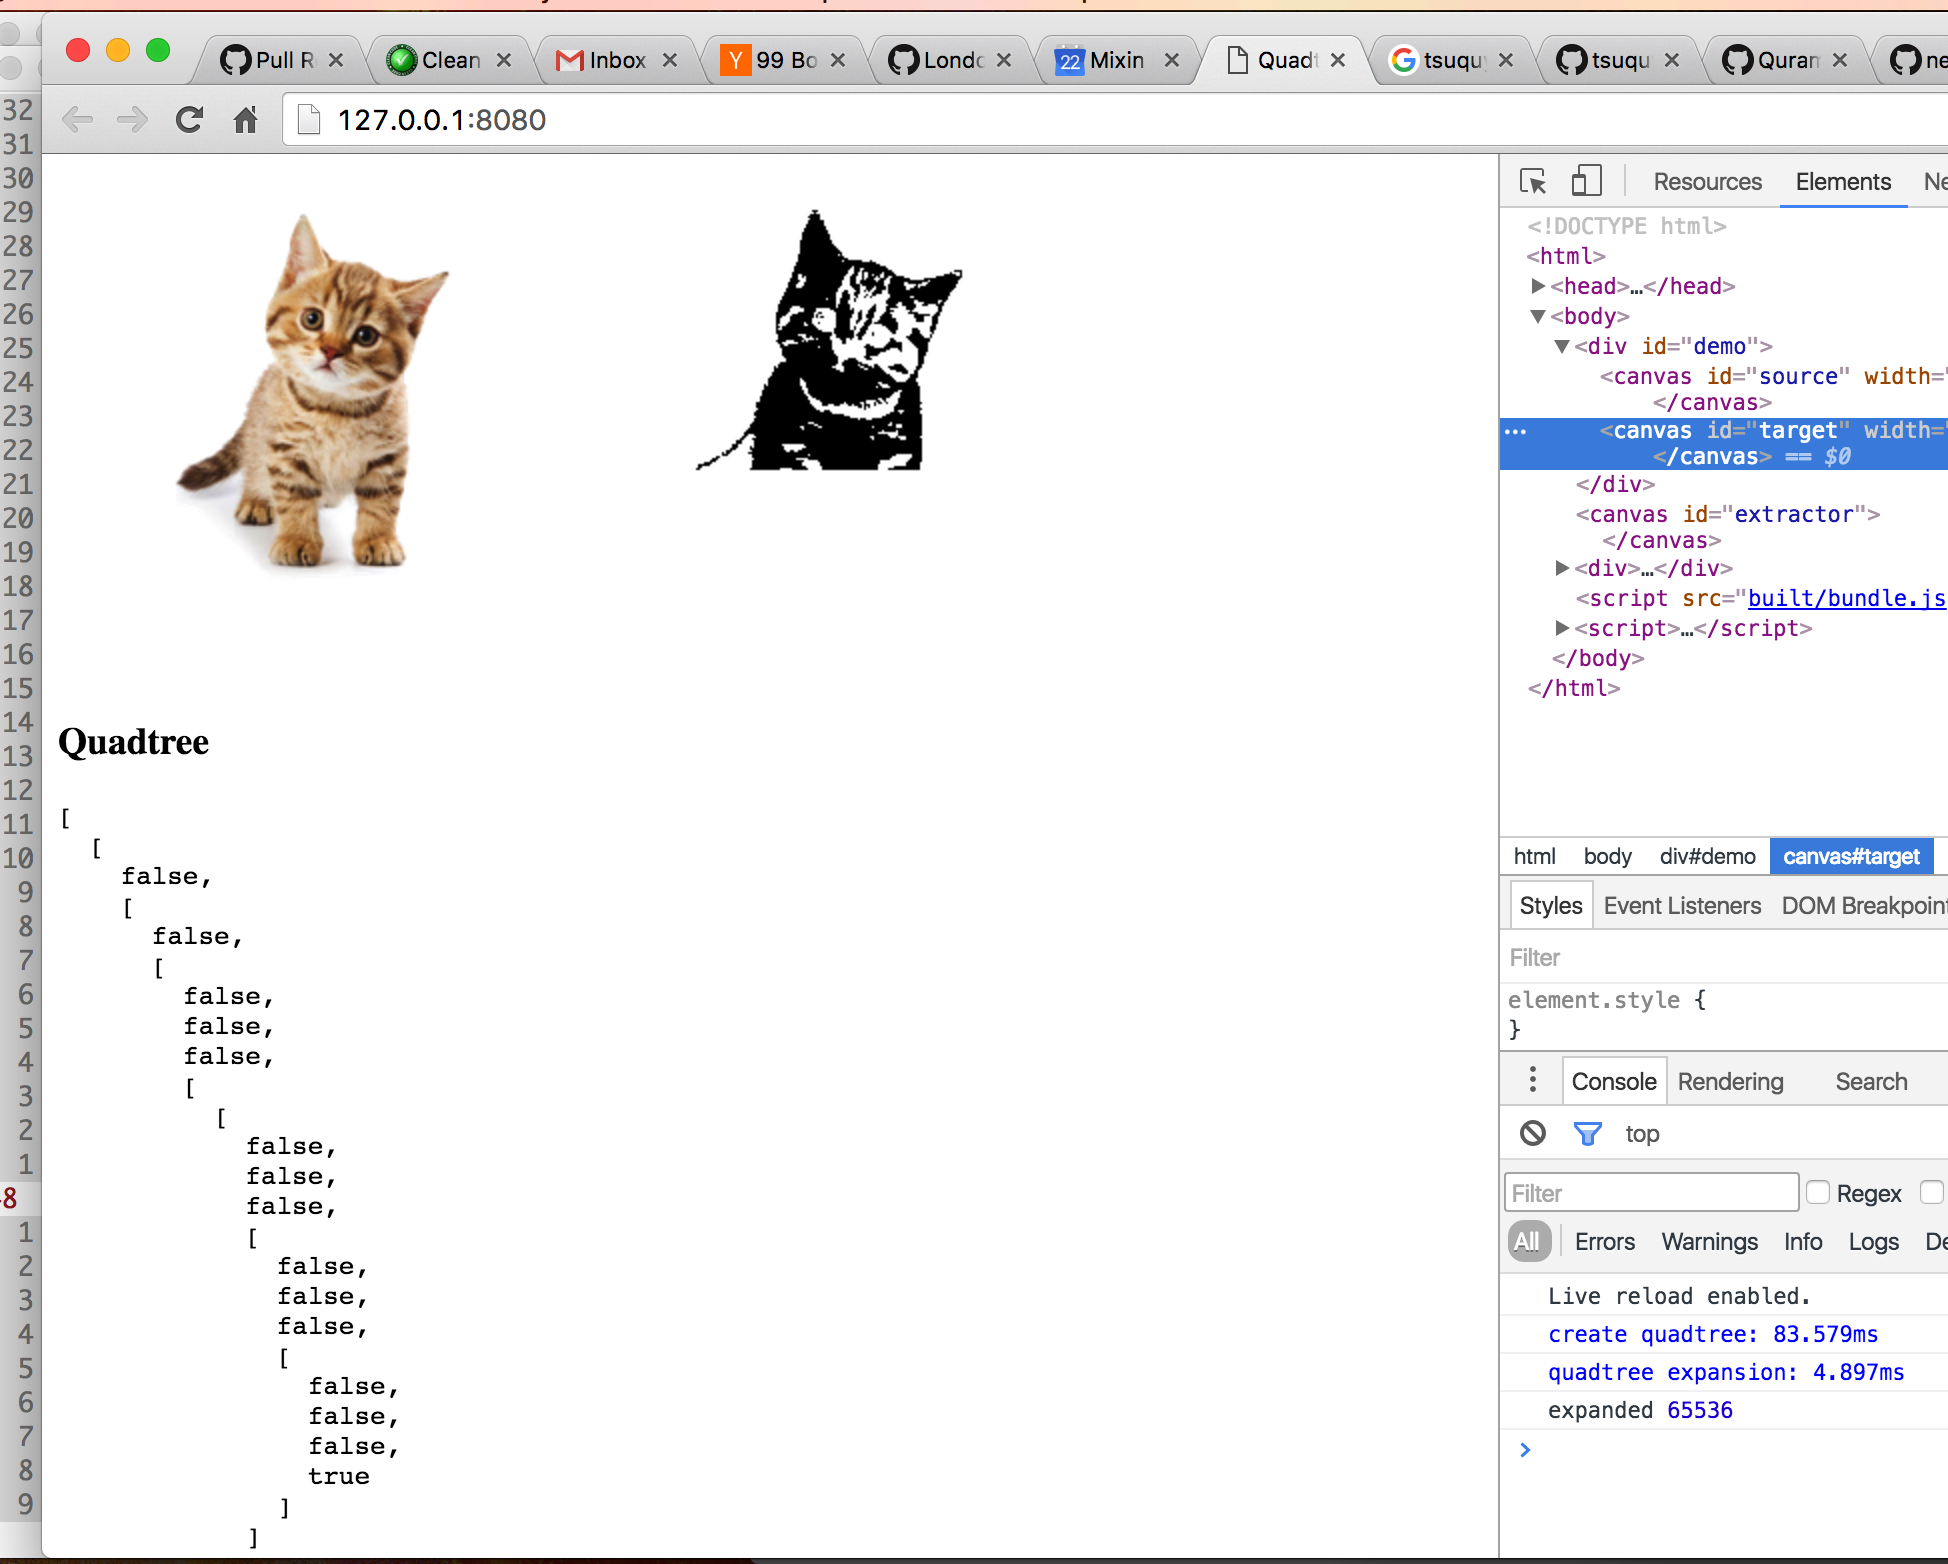 Pull R
Clean
Inbox
Y 99 Bo
Londo
22 Mixin
Quadt
tsuquy
tsuqu
Quran
ne
127.0.0.1:8080
32
31
30
29
28
27
26
25
24
23
22
21
20
19
18
17
16
15
14
13
12
11
10
9
8
7
6
5
4
3
2
1
8
1
2
3
4
5
6
7
8
9
Quadtree
[
[
false,
[
false,
[
false,
false,
false,
[
[
false,
false,
false,
[
false,
false,
false,
[
false,
false,
false,
true
]
]
Resources Elements Ne
<!DOCTYPE html>
<html>
▶<head>…</head>
▼<body>
▼<div id="demo">
<canvas id="source" width="
</canvas>
… <canvas id="target" width="
</canvas> == $0
</div>
<canvas id="extractor">
</canvas>
▶<div>…</div>
<script src="built/bundle.js
▶<script>…</script>
</body>
</html>
html body div#demo canvas#target
Styles Event Listeners DOM Breakpoint
Filter
element.style {
}
Console Rendering Search
top
Filter Regex
All Errors Warnings Info Logs De
Live reload enabled.
create quadtree: 83.579ms
quadtree expansion: 4.897ms
expanded 65536
>